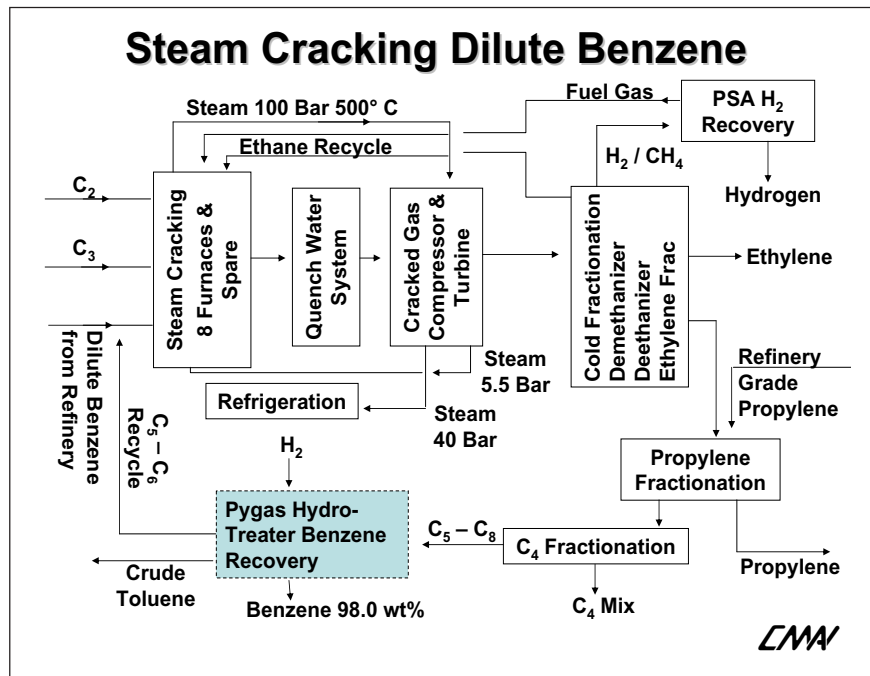 Steam Cracking Dilute Benzene
Steam 100 Bar 500° C
Fuel Gas
PSA H2
Recovery
Ethane Recycle
H2 / CH4
Hydrogen
C2
C3
Steam Cracking
8 Furnaces &
Spare
Quench Water
System
Cracked Gas
Compressor &
Turbine
Cold Fractionation
Demethanizer
Deethanizer
Ethylene Frac
Ethylene
Dilute Benzene
from Refinery
C5 – C6
Recycle
Refrigeration
Steam
5.5 Bar
Steam
40 Bar
Refinery
Grade
Propylene
H2
Propylene
Fractionation
Pygas Hydro-
Treater Benzene
Recovery
C5 – C8
C4 Fractionation
Crude
Toluene
Benzene 98.0 wt%
C4 Mix
Propylene
CMAI